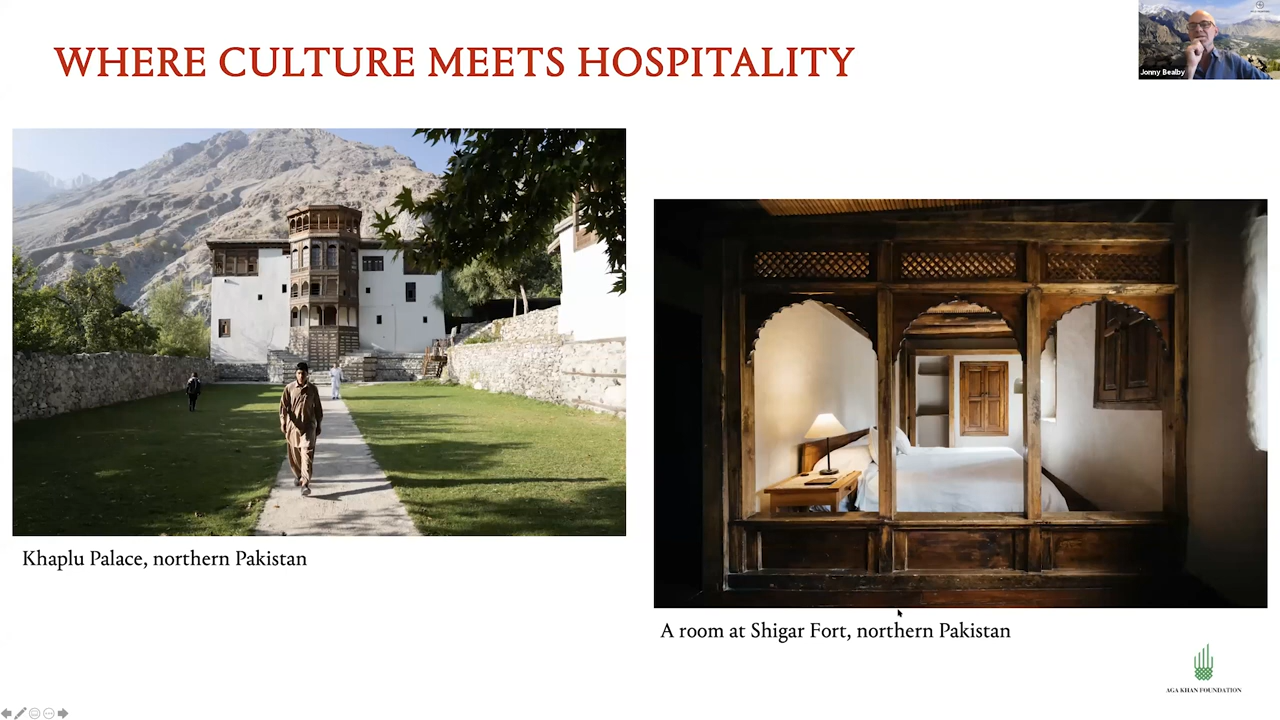 WHERE CULTURE MEETS HOSPITALITY
Jonny Bealby
Khaplu Palace, northern Pakistan
A room at Shigar Fort, northern Pakistan
AGA KHAN FOUNDATION